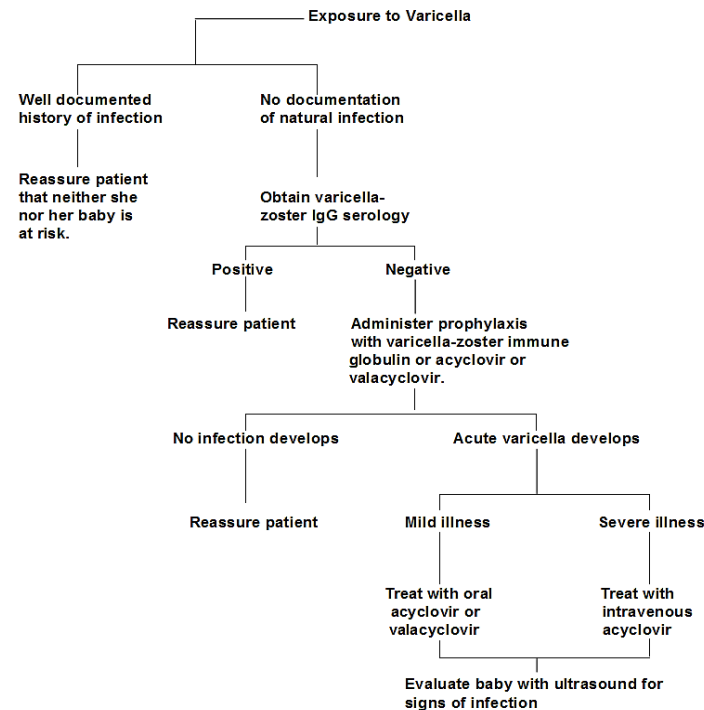 Exposure to Varicella
Well documented
history of infection
No documentation
of natural infection
Reassure patient
that neither she
nor her baby is
at risk.
Obtain varicella-
zoster IgG serology
Positive
Negative
Reassure patient
Administer prophylaxis
with varicella-zoster immune
globulin or acyclovir or
valacyclovir.
No infection develops
Acute varicella develops
Reassure patient
Mild illness
Severe illness
Treat with oral
acyclovir or
valacyclovir
Treat with
intravenous
acyclovir
Evaluate baby with ultrasound for
signs of infection